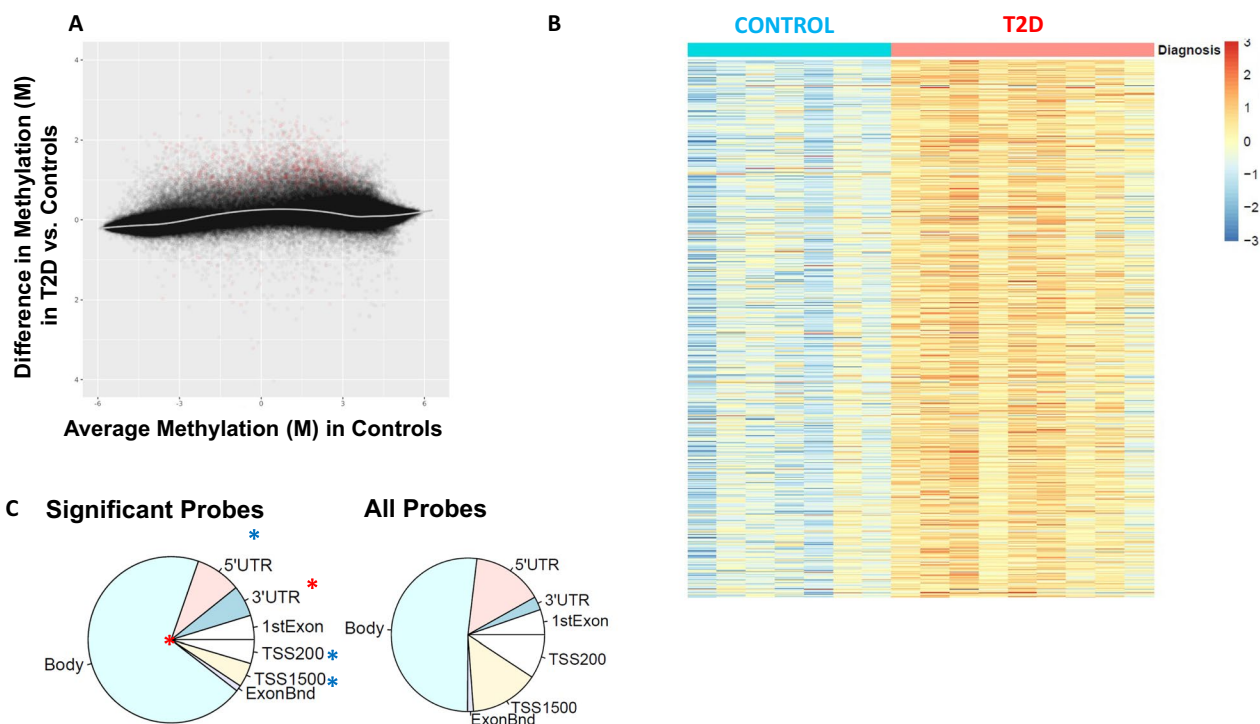 A
Difference in Methylation (M)
in T2D vs. Controls
4
2
0
2
4
-6
-3
0
3
6
Average Methylation (M) in Controls
B
CONTROL
T2D
Diagnosis
3
2
1
0
−1
−2
−3
C
Significant Probes
*
5'UTR
*
3'UTR
1stExon
*
TSS200
*
TSS1500
*
ExonBnd
Body
All Probes
5'UTR
3'UTR
1stExon
Body
TSS200
TSS1500
ExonBnd